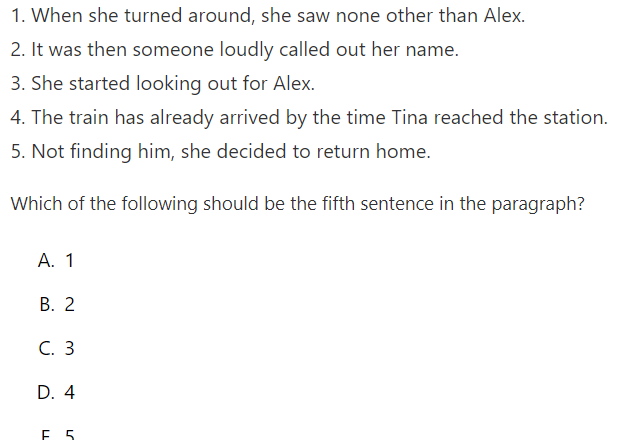 1. When she turned around, she saw none other than Alex.
2. It was then someone loudly called out her name.
3. She started looking out for Alex.
4. The train has already arrived by the time Tina reached the station.
5. Not finding him, she decided to return home.
Which of the following should be the fifth sentence in the paragraph?
A. 1
B. 2
C. 3
D. 4
E 5